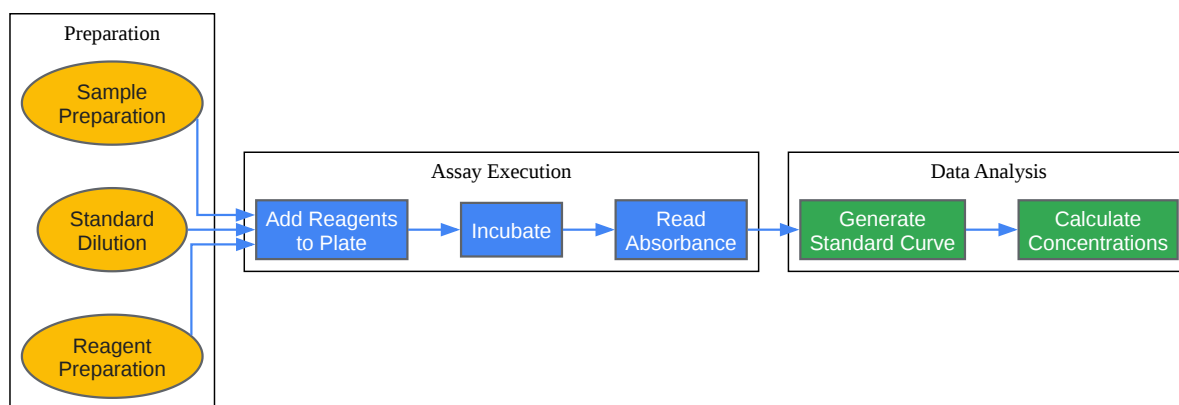 Preparation
Sample
Preparation
Standard
Dilution
Reagent
Preparation
Assay Execution
Add Reagents
to Plate
Incubate
Read
Absorbance
Data Analysis
Generate
Standard Curve
Calculate
Concentrations